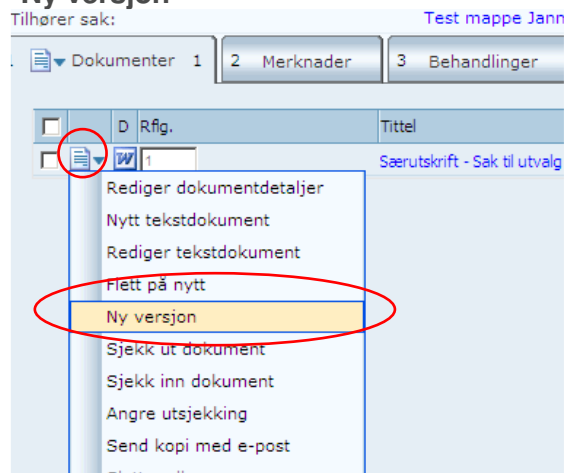 Ny versjon
Tilhører sak: Test mappe Jann
Dokumenter 1 2 Merknader 3 Behandlinger
D Rflg. Tittel
1 Særutskrift - Sak til utvalg
Rediger dokumentdetaljer
Nytt tekstdokument
Rediger tekstdokument
Flett på nytt
Ny versjon
Sjekk ut dokument
Sjekk inn dokument
Angre utsjekking
Send kopi med e-post